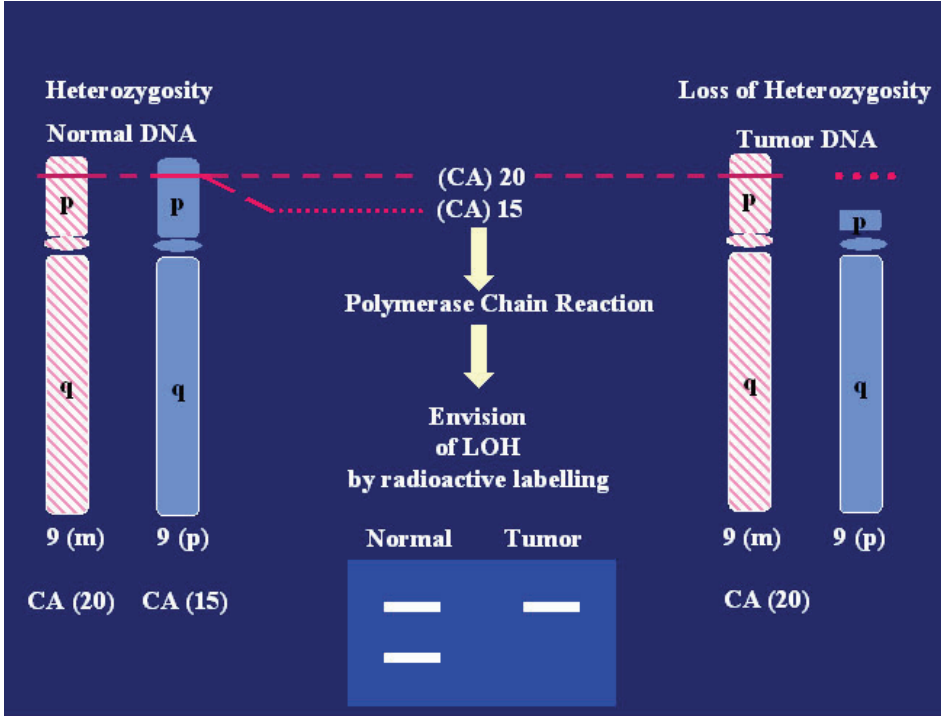 Heterozygosity
Normal DNA
Loss of Heterozygosity
Tumor DNA
(CA) 20
(CA) 15
p
p
p
p
Polymerase Chain Reaction
q
q
q
q
Envision
of LOH
by radioactive labelling
9 (m)
9 (p)
Normal
Tumor
9 (m)
9 (p)
CA (20)
CA (15)
CA (20)